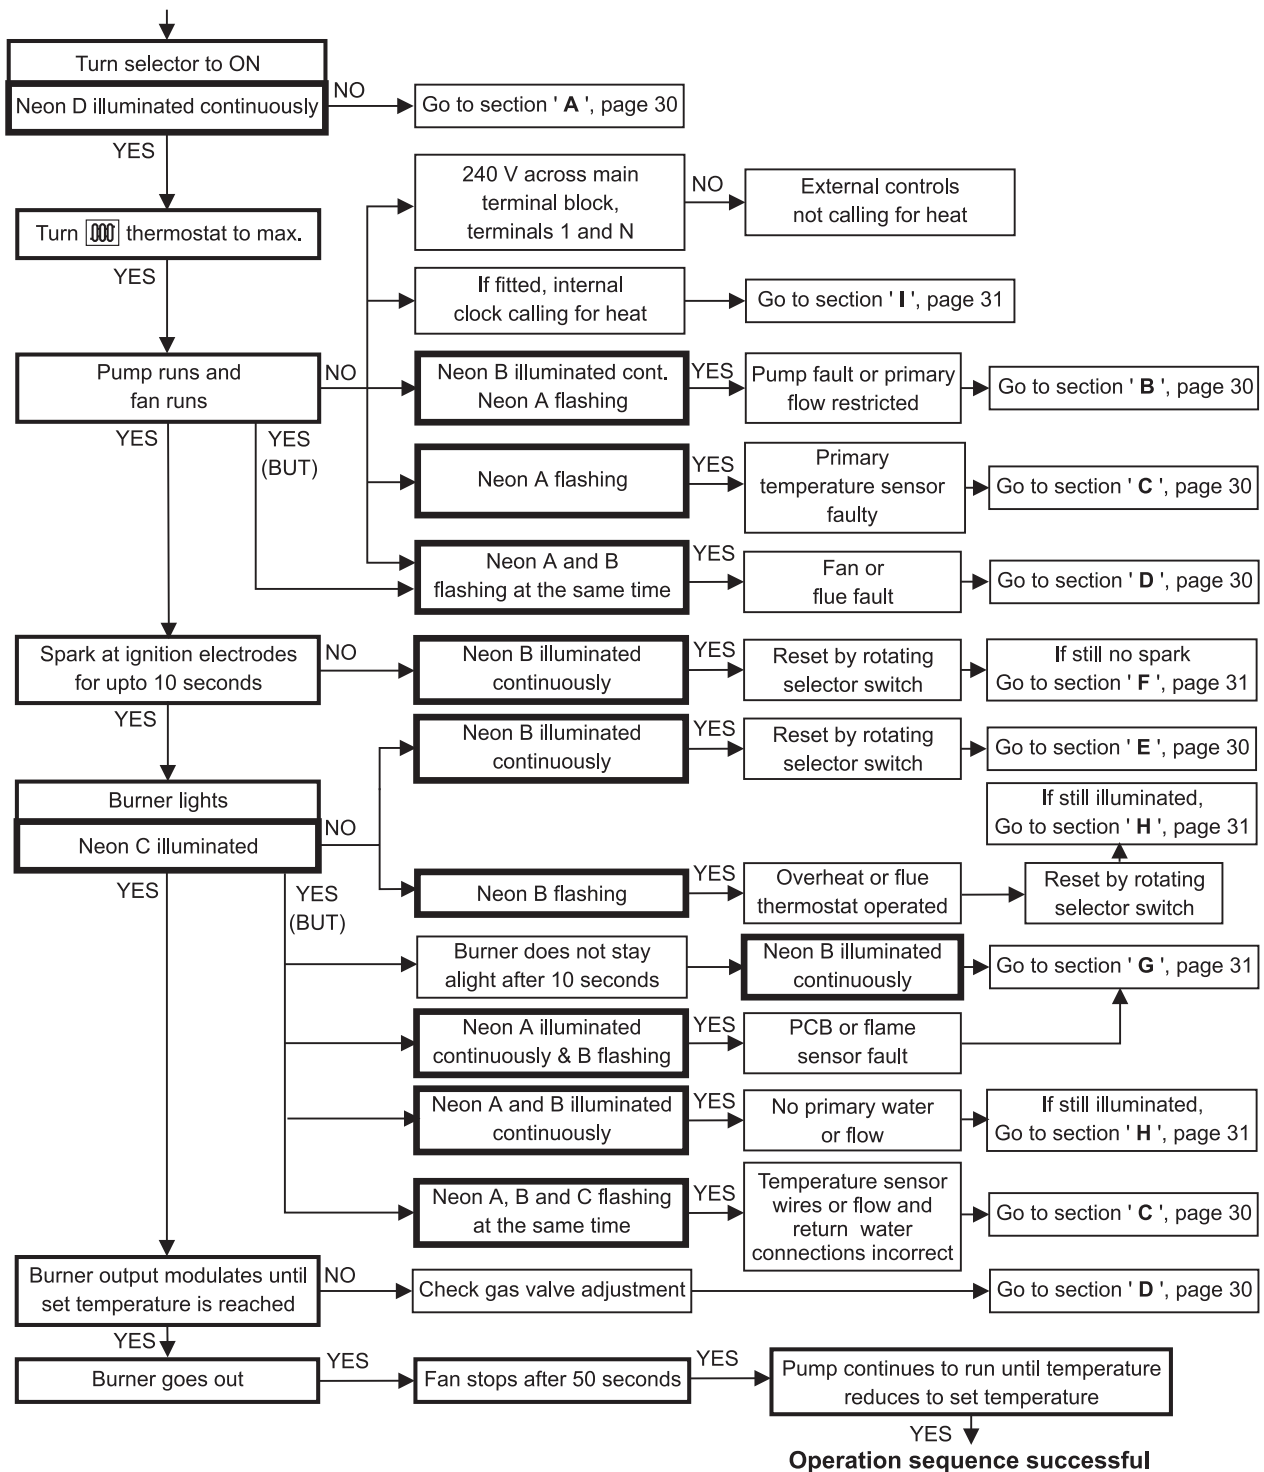 Turn selector to ON
Neon D illuminated continuously
NO
Go to section ' A ', page 30
YES
240 V across main
terminal block,
terminals 1 and N
NO
External controls
not calling for heat
Turn thermostat to max.
YES
If fitted, internal
clock calling for heat
Go to section ' I ', page 31
Pump runs and
fan runs
NO
Neon B illuminated cont.
Neon A flashing
YES
Pump fault or primary
flow restricted
Go to section ' B ', page 30
YES
YES
(BUT)
Neon A flashing
YES
Primary
temperature sensor
faulty
Go to section ' C ', page 30
Neon A and B
flashing at the same time
YES
Fan or
flue fault
Go to section ' D ', page 30
Spark at ignition electrodes
for upto 10 seconds
NO
Neon B illuminated
continuously
YES
Reset by rotating
selector switch
If still no spark
Go to section ' F ', page 31
YES
Neon B illuminated
continuously
YES
Reset by rotating
selector switch
Go to section ' E ', page 30
Burner lights
Neon C illuminated
NO
If still illuminated,
Go to section ' H ', page 31
YES
YES
(BUT)
Neon B flashing
YES
Overheat or flue
thermostat operated
Reset by rotating
selector switch
Burner does not stay
alight after 10 seconds
Neon B illuminated
continuously
Go to section ' G ', page 31
Neon A illuminated
continuously & B flashing
YES
PCB or flame
sensor fault
Neon A and B illuminated
continuously
YES
No primary water
or flow
If still illuminated,
Go to section ' H ', page 31
Neon A, B and C flashing
at the same time
YES
Temperature sensor
wires or flow and
return water
connections incorrect
Go to section ' C ', page 30
Burner output modulates until
set temperature is reached
NO
Check gas valve adjustment
Go to section ' D ', page 30
YES
Burner goes out
YES
Fan stops after 50 seconds
YES
Pump continues to run until temperature
reduces to set temperature
YES
Operation sequence successful